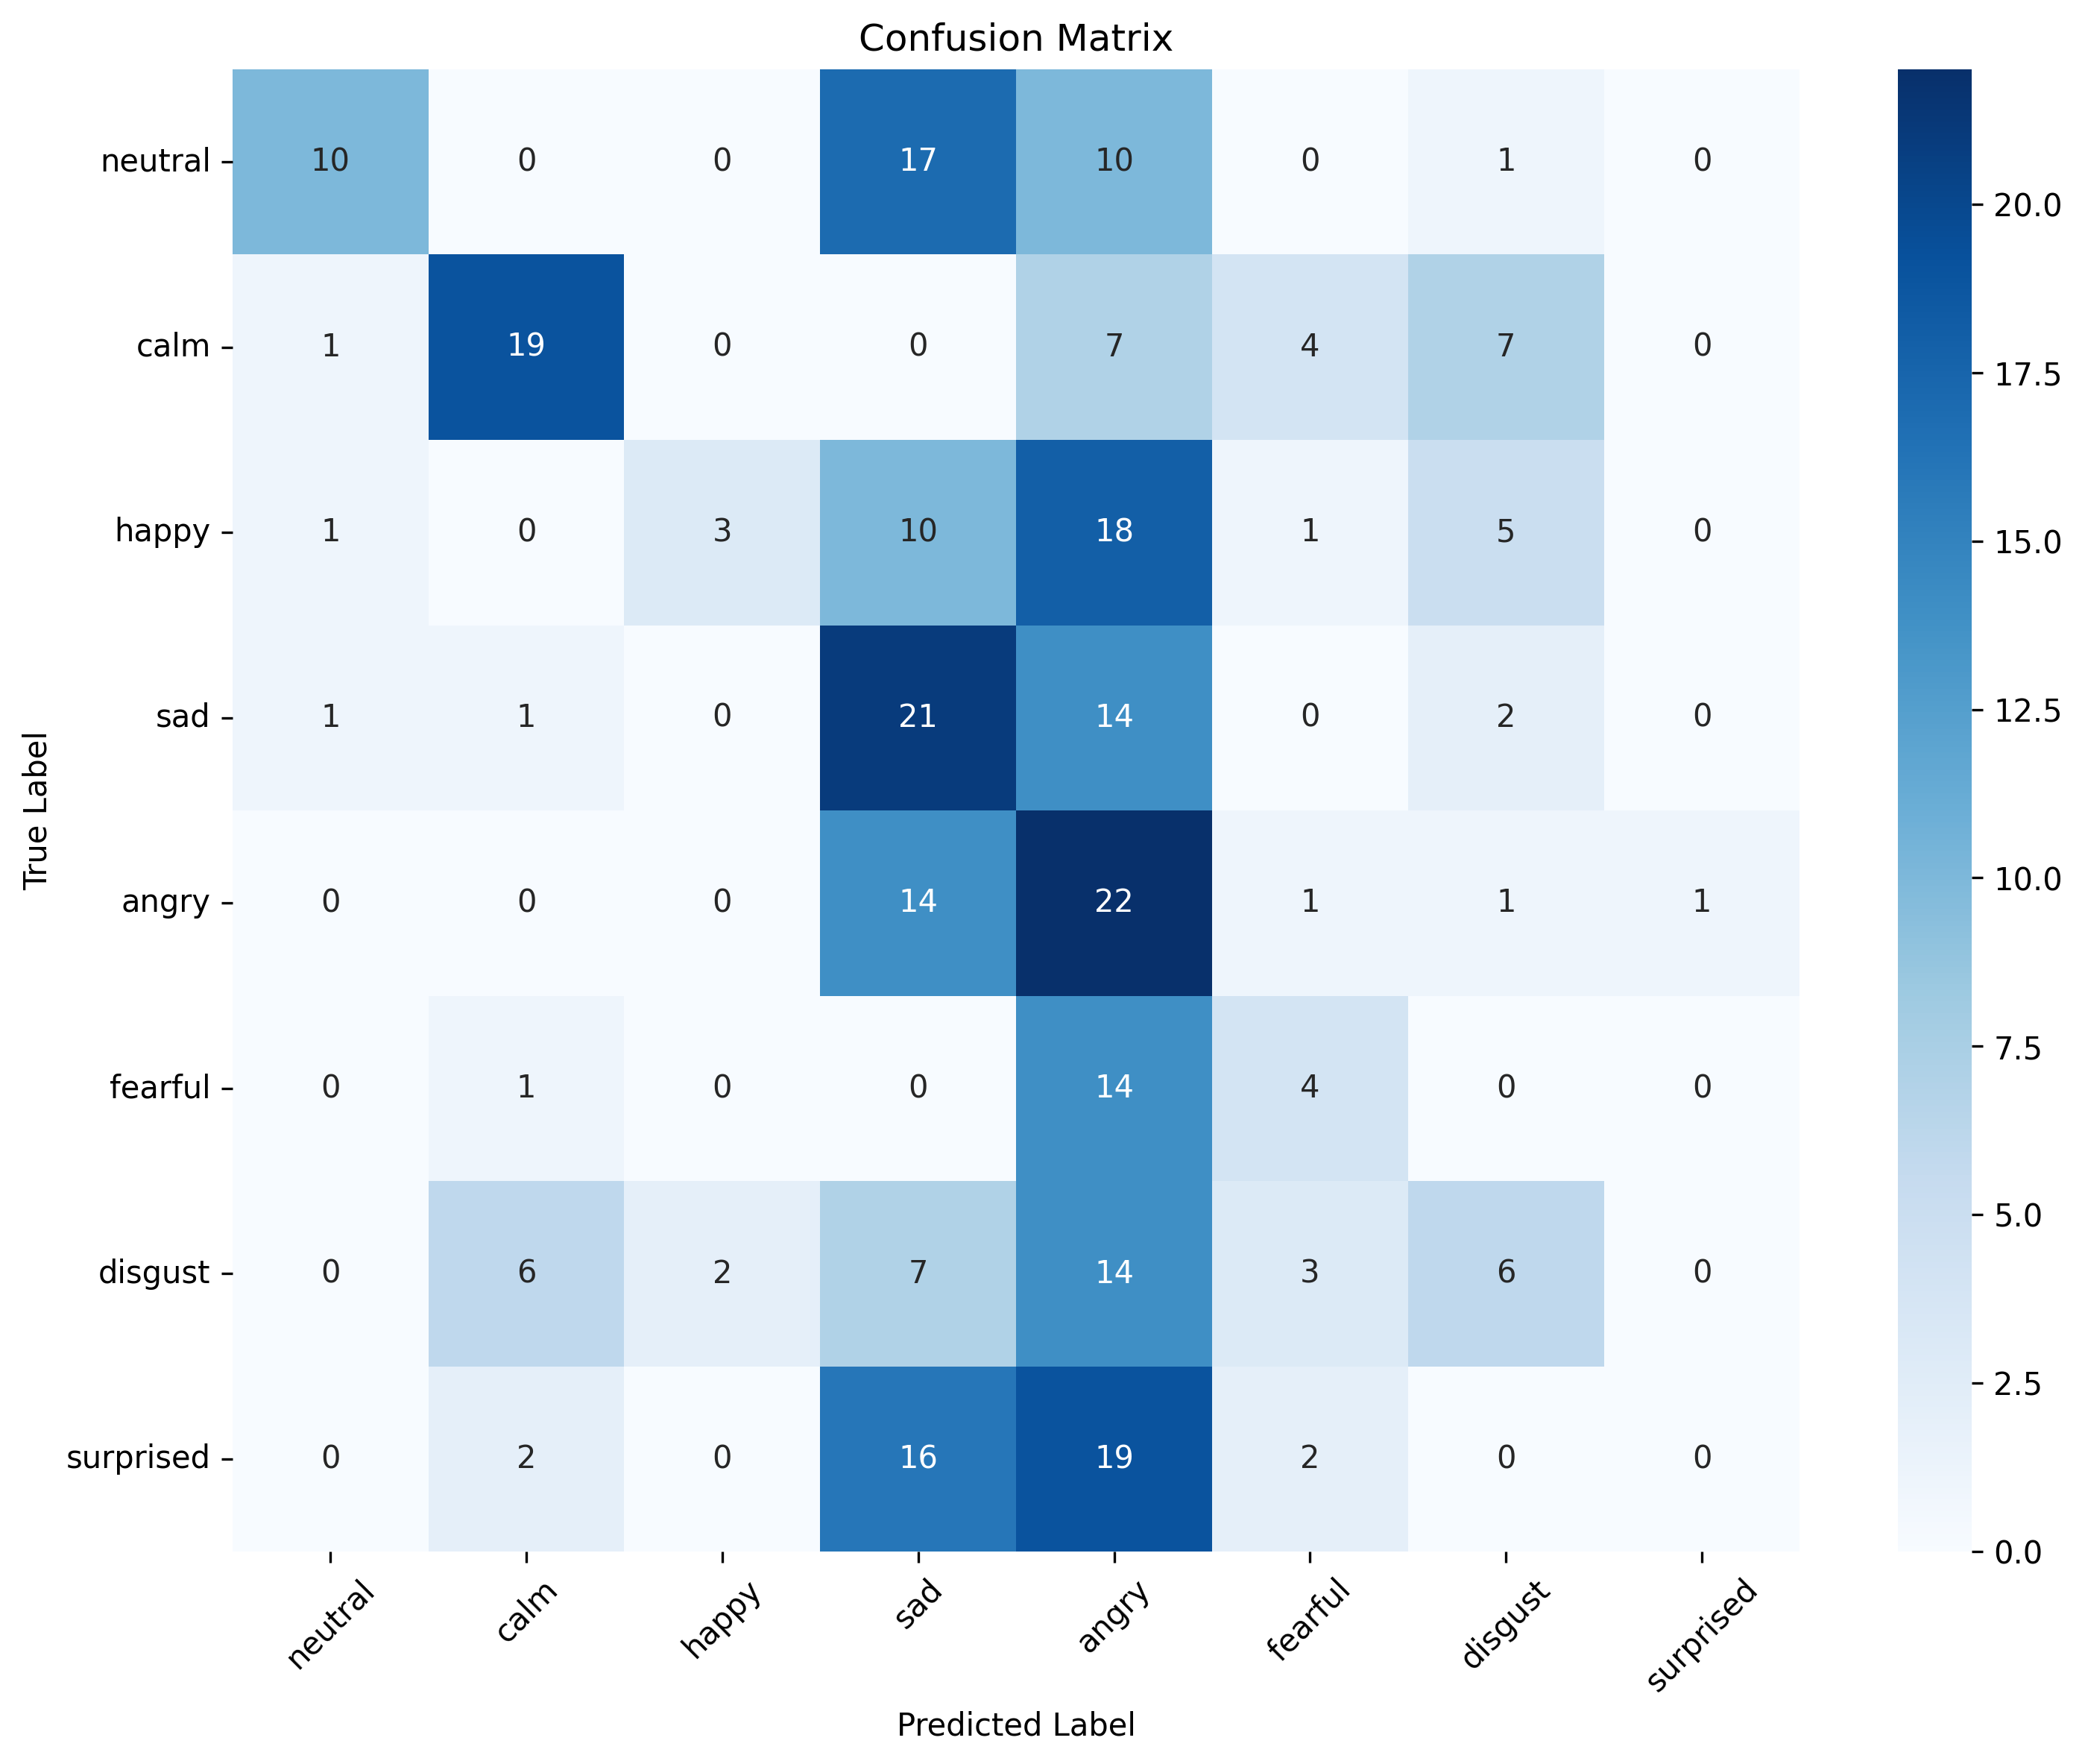 Confusion Matrix
neutral 10 0 0 17 10 0 1 0
calm 1 19 0 0 7 4 7 0
happy 1 0 3 10 18 1 5 0
sad 1 1 0 21 14 0 2 0
angry 0 0 0 14 22 1 1 1
fearful 0 1 0 0 14 4 0 0
disgust 0 6 2 7 14 3 6 0
surprised 0 2 0 16 19 2 0 0
neutral calm happy sad angry fearful disgust surprised
Predicted Label
True Label
20.0
17.5
15.0
12.5
10.0
7.5
5.0
2.5
0.0